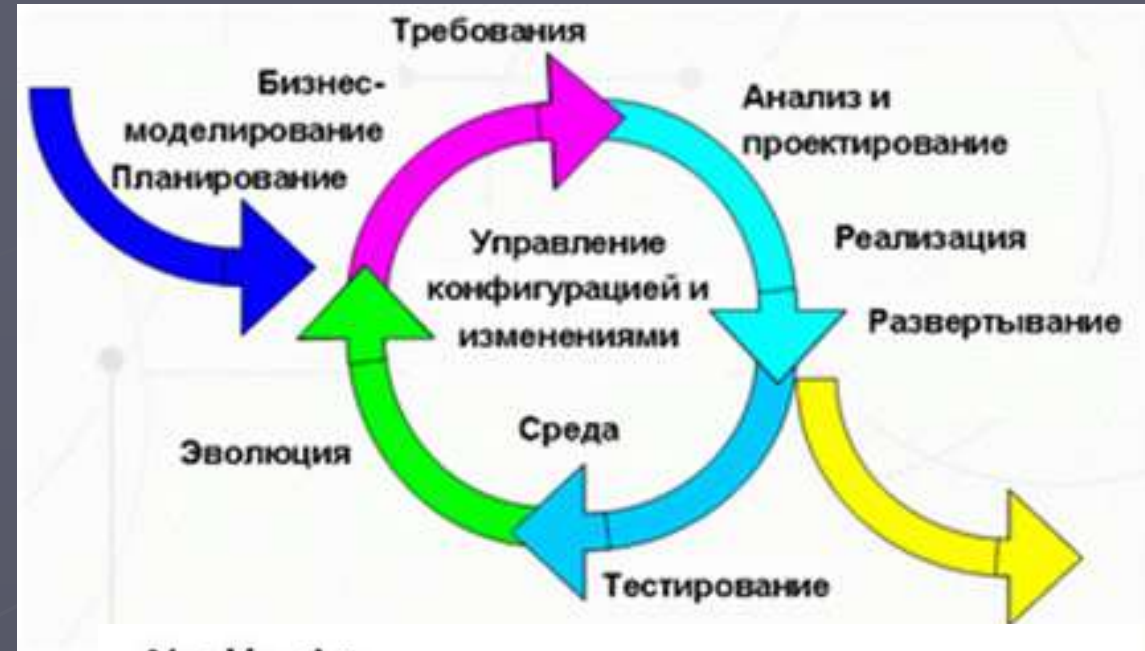 Требования
Бизнес-
моделирование
Планирование
Анализ и
проектирование
Управление
конфигурацией и
изменениями
Реализация
Развертывание
Среда
Эволюция
Тестирование